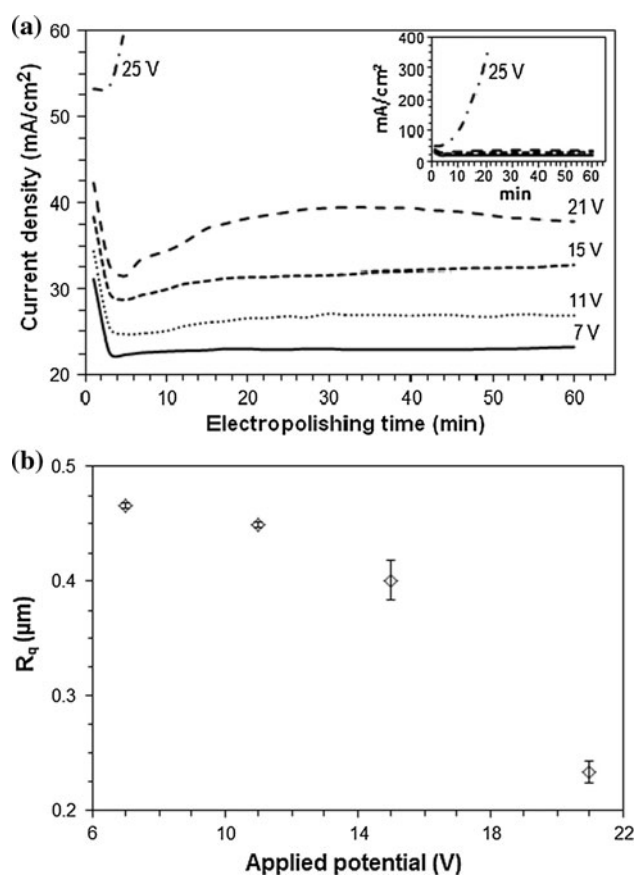 (a)
60
50
40
30
20
Current density (mA/cm²)
25 V
21 V
15 V
11 V
7 V
0 10 20 30 40 50 60
Electropolishing time (min)
400
300
200
100
0
mA/cm²
25 V
0 10 20 30 40 50 60
min
(b)
0.5
0.4
0.3
0.2
Rq (µm)
6 10 14 18 22
Applied potential (V)